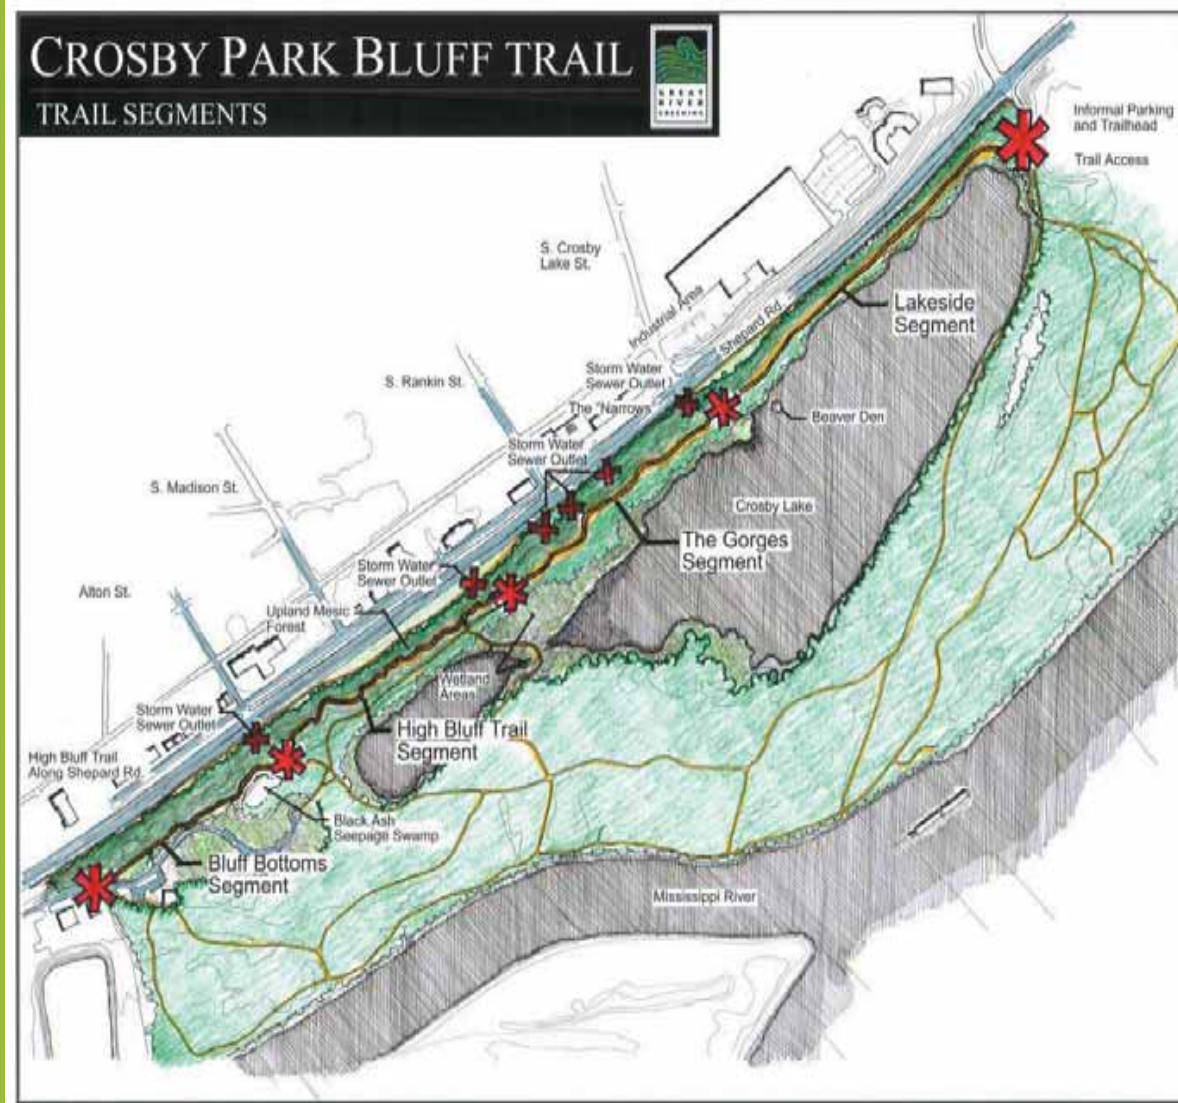 CROSBY PARK BLUFF TRAIL
TRAIL SEGMENTS
GREAT
RIVER
GREENING
Informal Parking
and Trailhead
Trail Access
S. Crosby
Lake St.
Industrial Area
Shepard Rd.
Lakeside
Segment
Storm Water
Sewer Outlet
S. Rankin St.
The "Narrows"
Beaver Den
Storm Water
Sewer Outlet
S. Madison St.
Crosby Lake
The Gorges
Segment
Storm Water
Sewer Outlet
Alton St.
Upland Mesic
Forest
Wetland
Areas
Storm Water
Sewer Outlet
High Bluff Trail
Segment
High Bluff Trail
Along Shepard Rd.
Black Ash
Seepage Swamp
Bluff Bottoms
Segment
Mississippi River